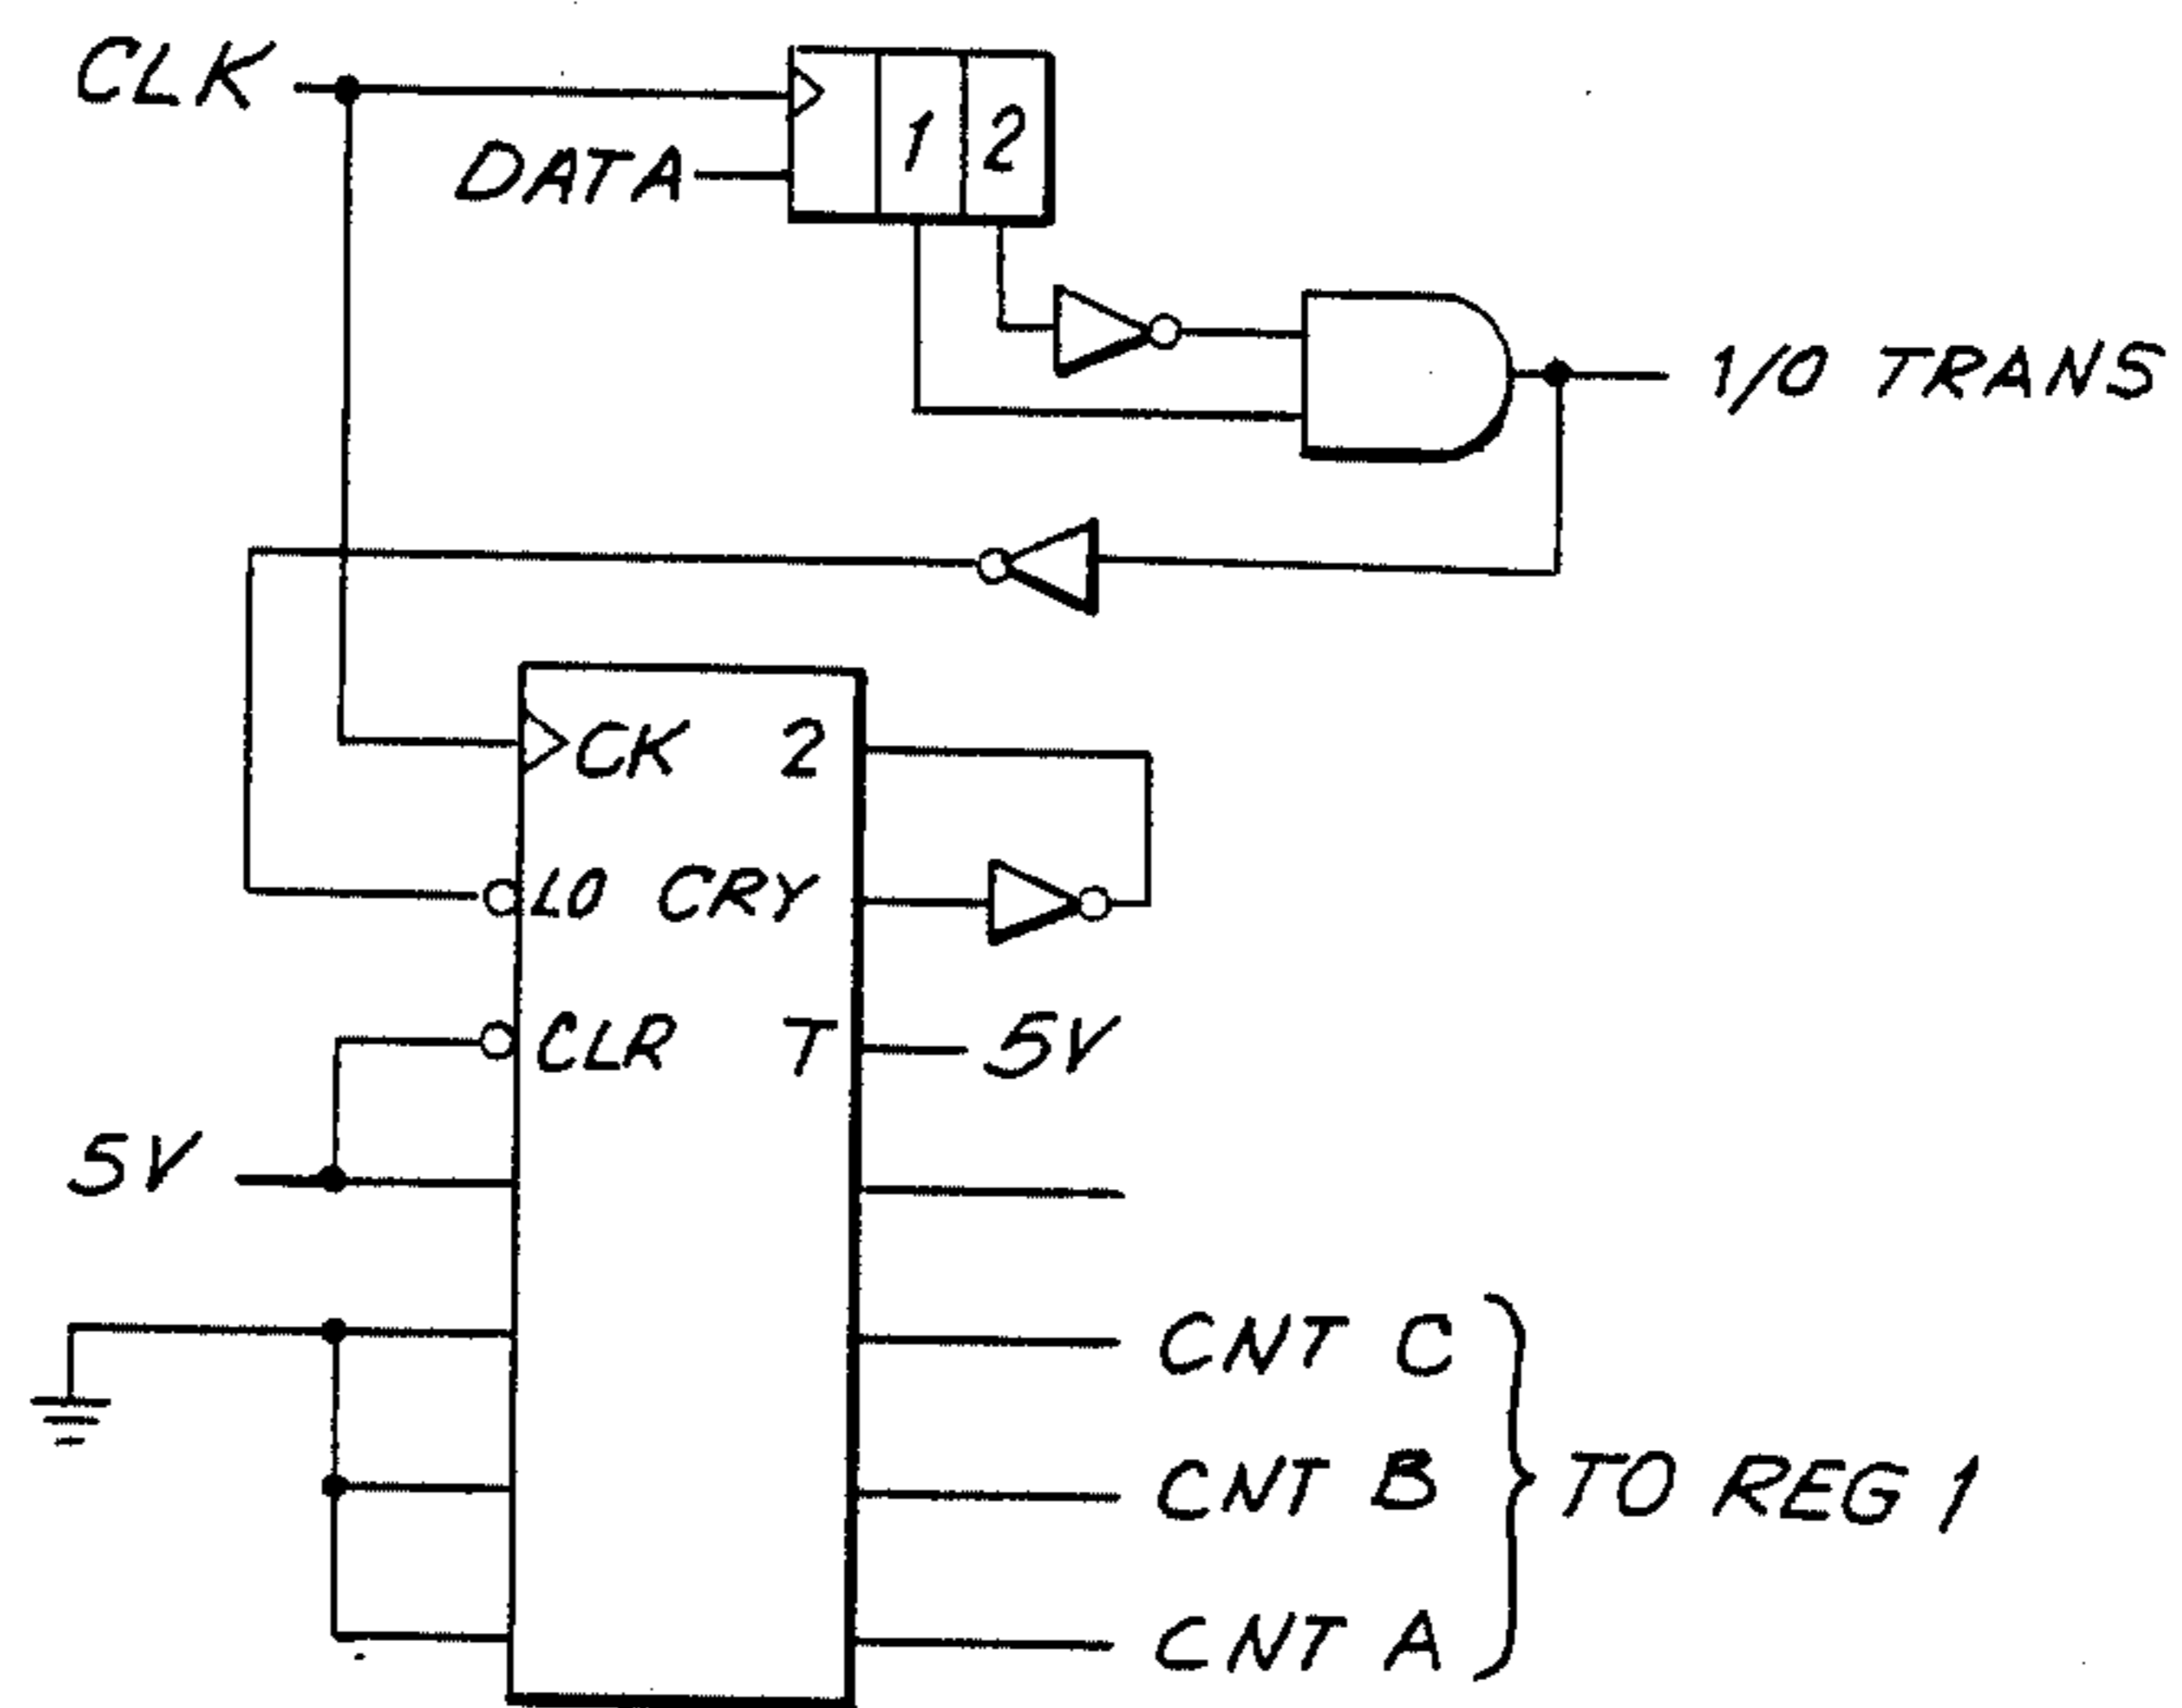 CLK
DATA
1 2
1/0 TRANS
CK 2
LO CRY
CLR T
5V
5V
CNT C
CNT B
TO REG 1
CNT A